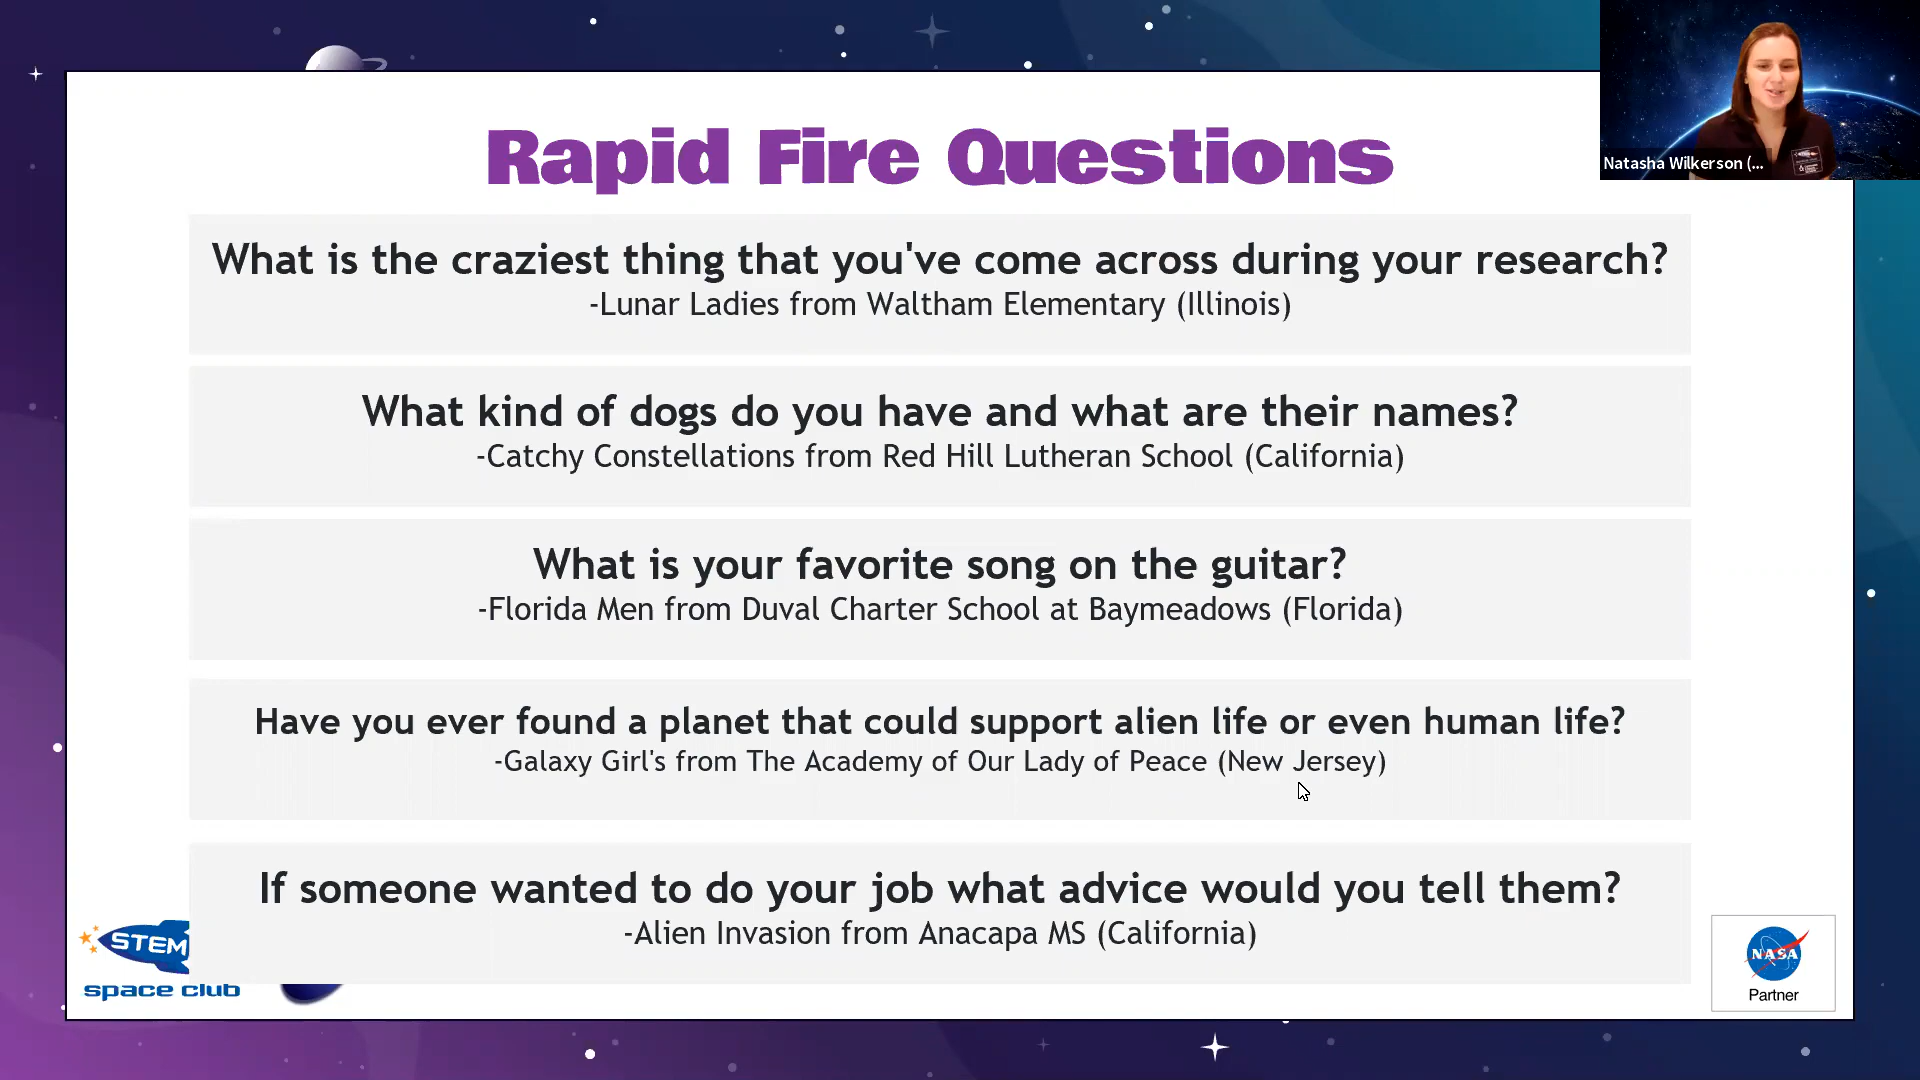 Rapid Fire Questions
Natasha Wilkerson (...
What is the craziest thing that you've come across during your research?
-Lunar Ladies from Waltham Elementary (Illinois)
What kind of dogs do you have and what are their names?
-Catchy Constellations from Red Hill Lutheran School (California)
What is your favorite song on the guitar?
-Florida Men from Duval Charter School at Baymeadows (Florida)
Have you ever found a planet that could support alien life or even human life?
-Galaxy Girl's from The Academy of Our Lady of Peace (New Jersey)
If someone wanted to do your job what advice would you tell them?
-Alien Invasion from Anacapa MS (California)
STEM
space club
NASA
Partner